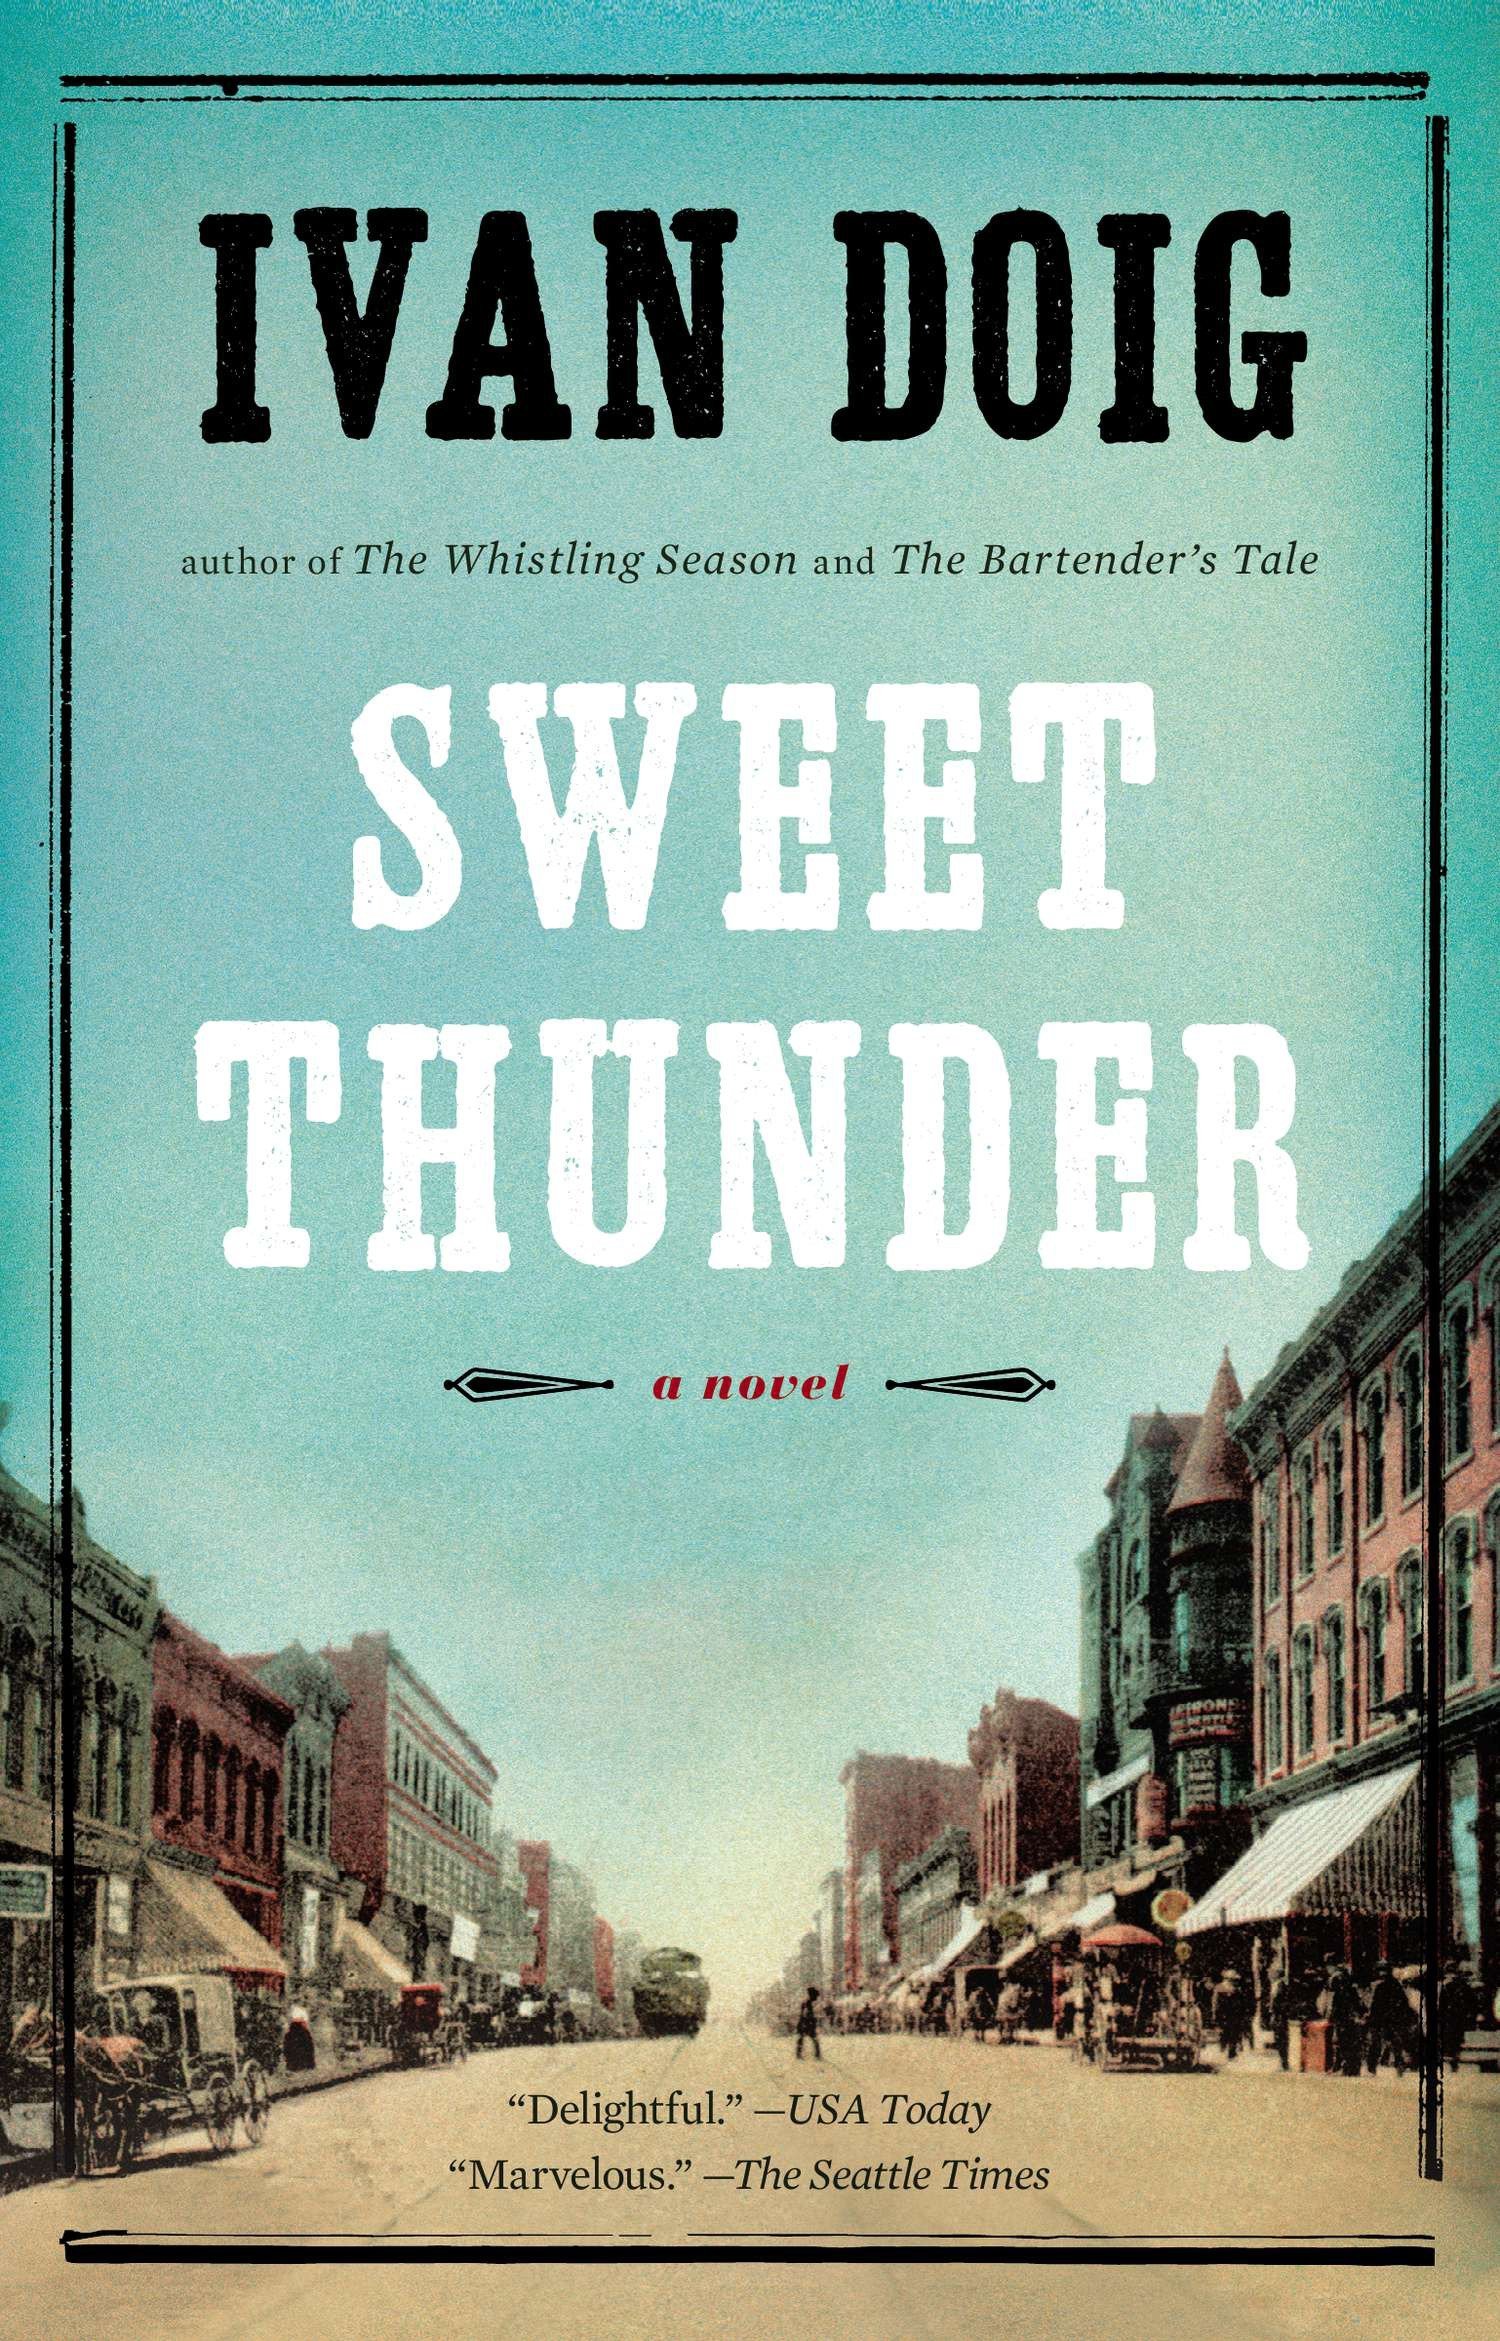 IVAN DOIG
author of The Whistling Season and The Bartender’s Tale
SWEET
THUNDER
a novel
“Delightful.” —USA Today
“Marvelous.” —The Seattle Times